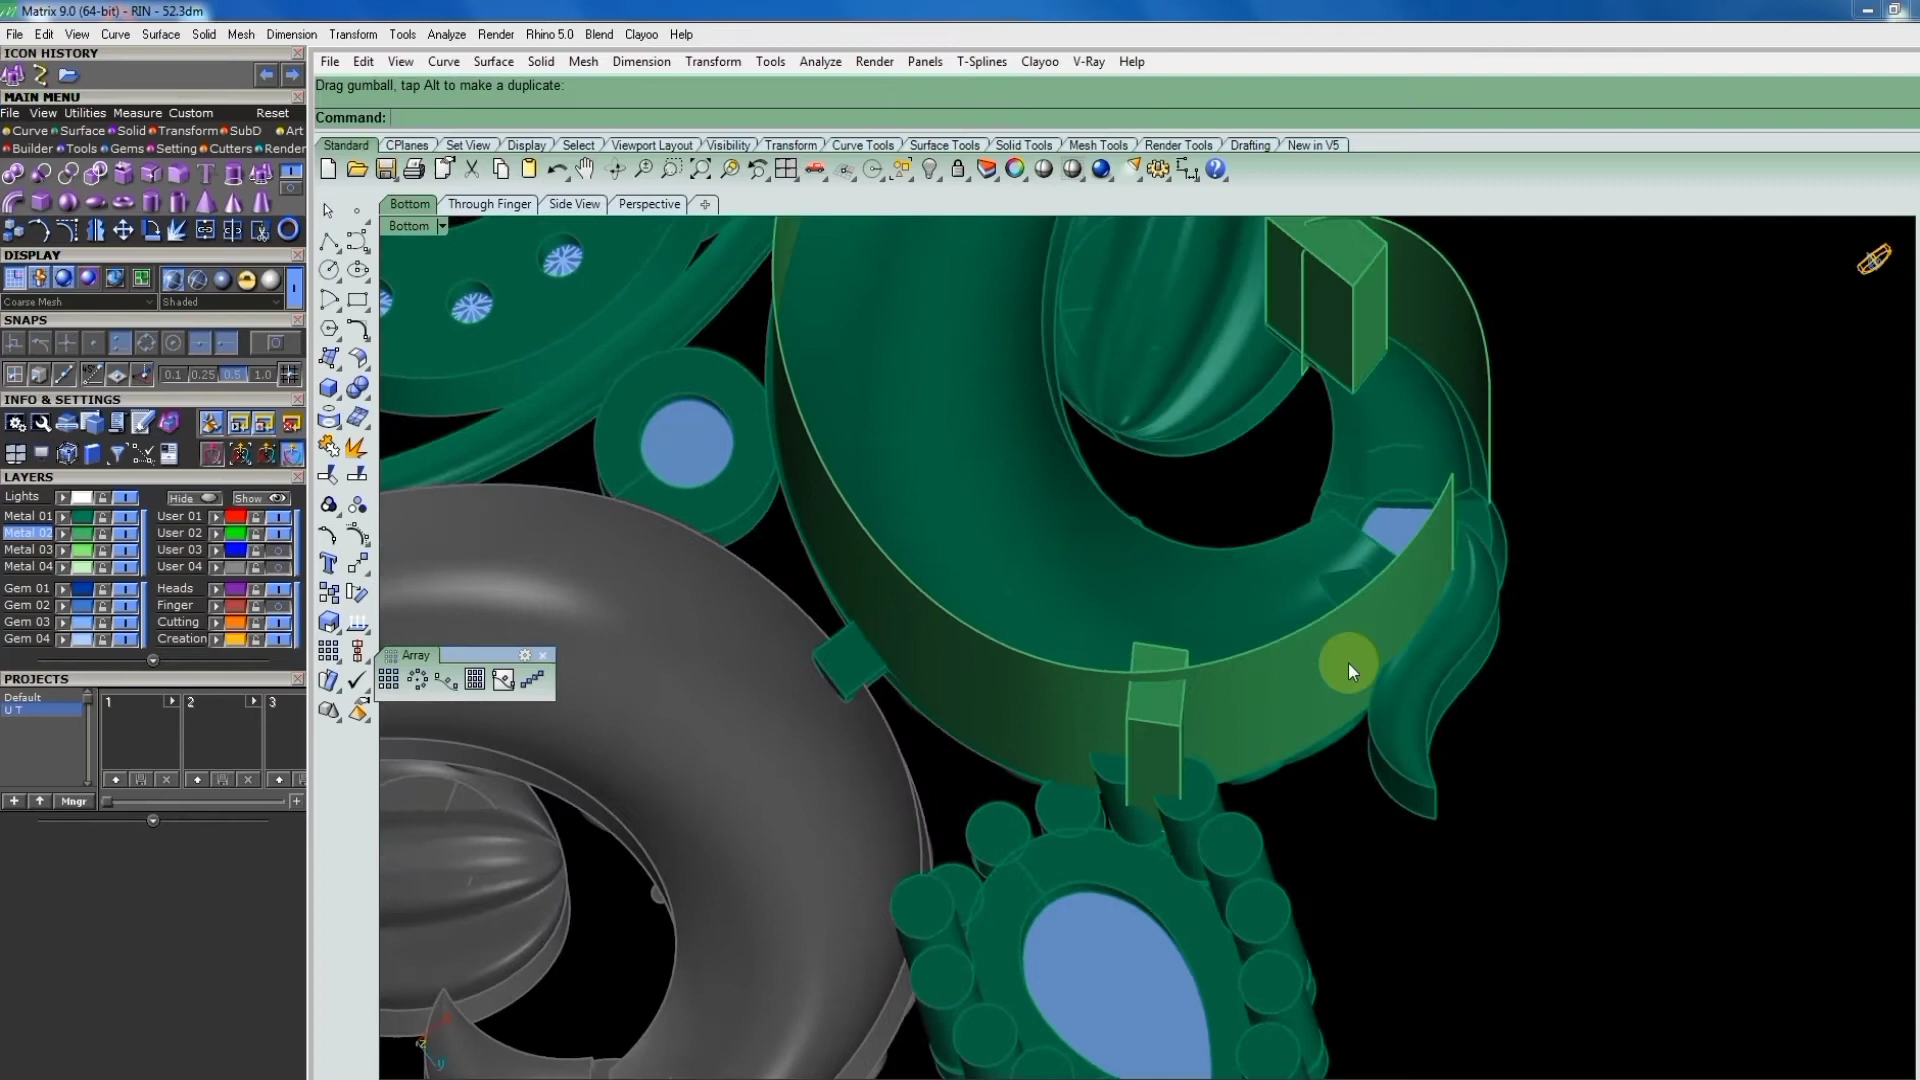 Matrix 9.0 (64-bit) - RIN - 52.3dm
File Edit View Curve Surface Solid Mesh Dimension Transform Tools Analyze Render Rhino 5.0 Blend Clayoo Help
ICON HISTORY
MAIN MENU
File View Utilities Measure Custom Reset
Curve Surface Solid Transform SubD Art
Builder Tools Gems Setting Cutters Render
DISPLAY
Coarse Mesh Shaded
SNAPS
0.1 0.25 0.5 1.0
INFO & SETTINGS
LAYERS
Lights Hide Show
Metal 01 User 01
Metal 02 User 02
Metal 03 User 03
Metal 04 User 04
Gem 01 Heads
Gem 02 Finger
Gem 03 Cutting
Gem 04 Creation
PROJECTS
Default
U T
1 2 3
Mngr
File Edit View Curve Surface Solid Mesh Dimension Transform Tools Analyze Render Panels T-Splines Clayoo V-Ray Help
Drag gumball, tap Alt to make a duplicate:
Command:
Standard CPlanes Set View Display Select Viewport Layout Visibility Transform Curve Tools Surface Tools Solid Tools Mesh Tools Render Tools Drafting New in V5
Bottom Through Finger Side View Perspective
Bottom
Array
z
y